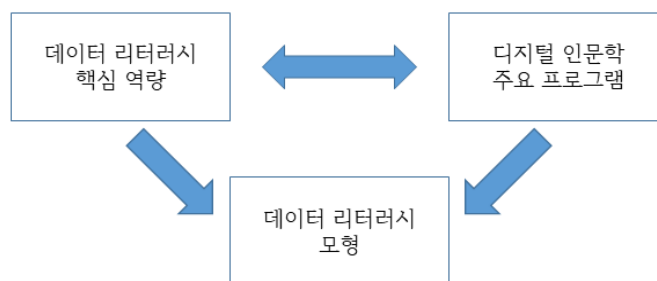 데이터 리터러시
핵심 역량
디지털 인문학
주요 프로그램
데이터 리터러시
모형